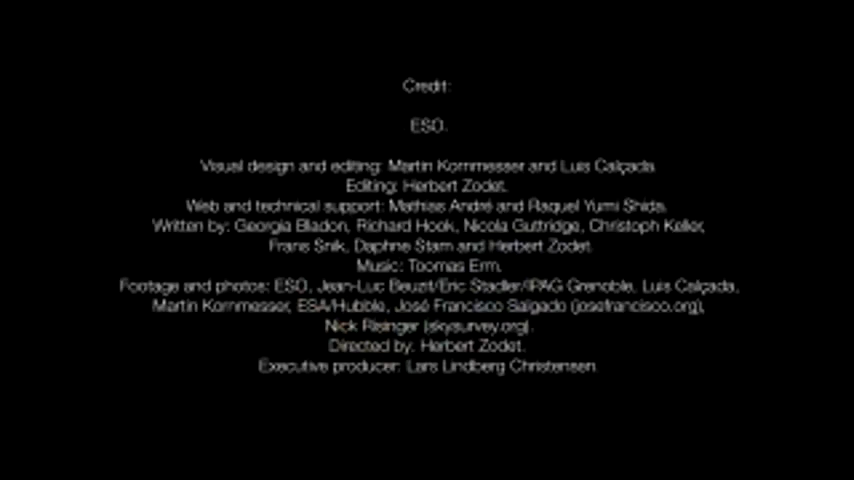 Credit:
ESO.
Visual design and editing: Martin Kornmesser and Luis Calçada.
Editing: Herbert Zodet.
Web and technical support: Mathias André and Raquel Yumi Shida.
Written by: Georgia Bladon, Richard Hook, Nicola Guttridge, Christoph Keller,
Frans Snik, Daphne Stam and Herbert Zodet.
Music: Toomas Erm.
Footage and photos: ESO, Jean-Luc Beuzit/Eric Stadler/IPAG Grenoble, Luis Calçada,
Martin Kornmesser, ESA/Hubble, José Francisco Salgado (josefrancisco.org),
Nick Risinger (skysurvey.org).
Directed by: Herbert Zodet.
Executive producer: Lars Lindberg Christensen.